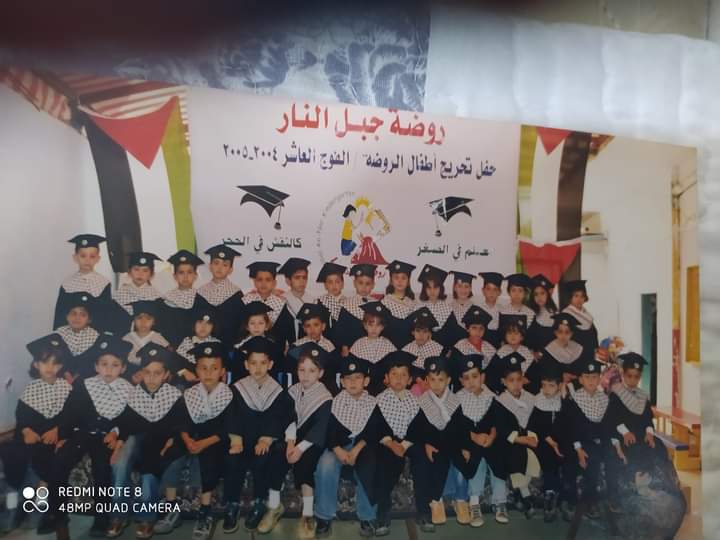 روضة جبل النار
حفل تخريج أطفال الروضة / الفوج العاشر ٢٠٠٤-٢٠٠٥
كالنقش في الحجر
في الصغر
REDMI NOTE 8
48MP QUAD CAMERA